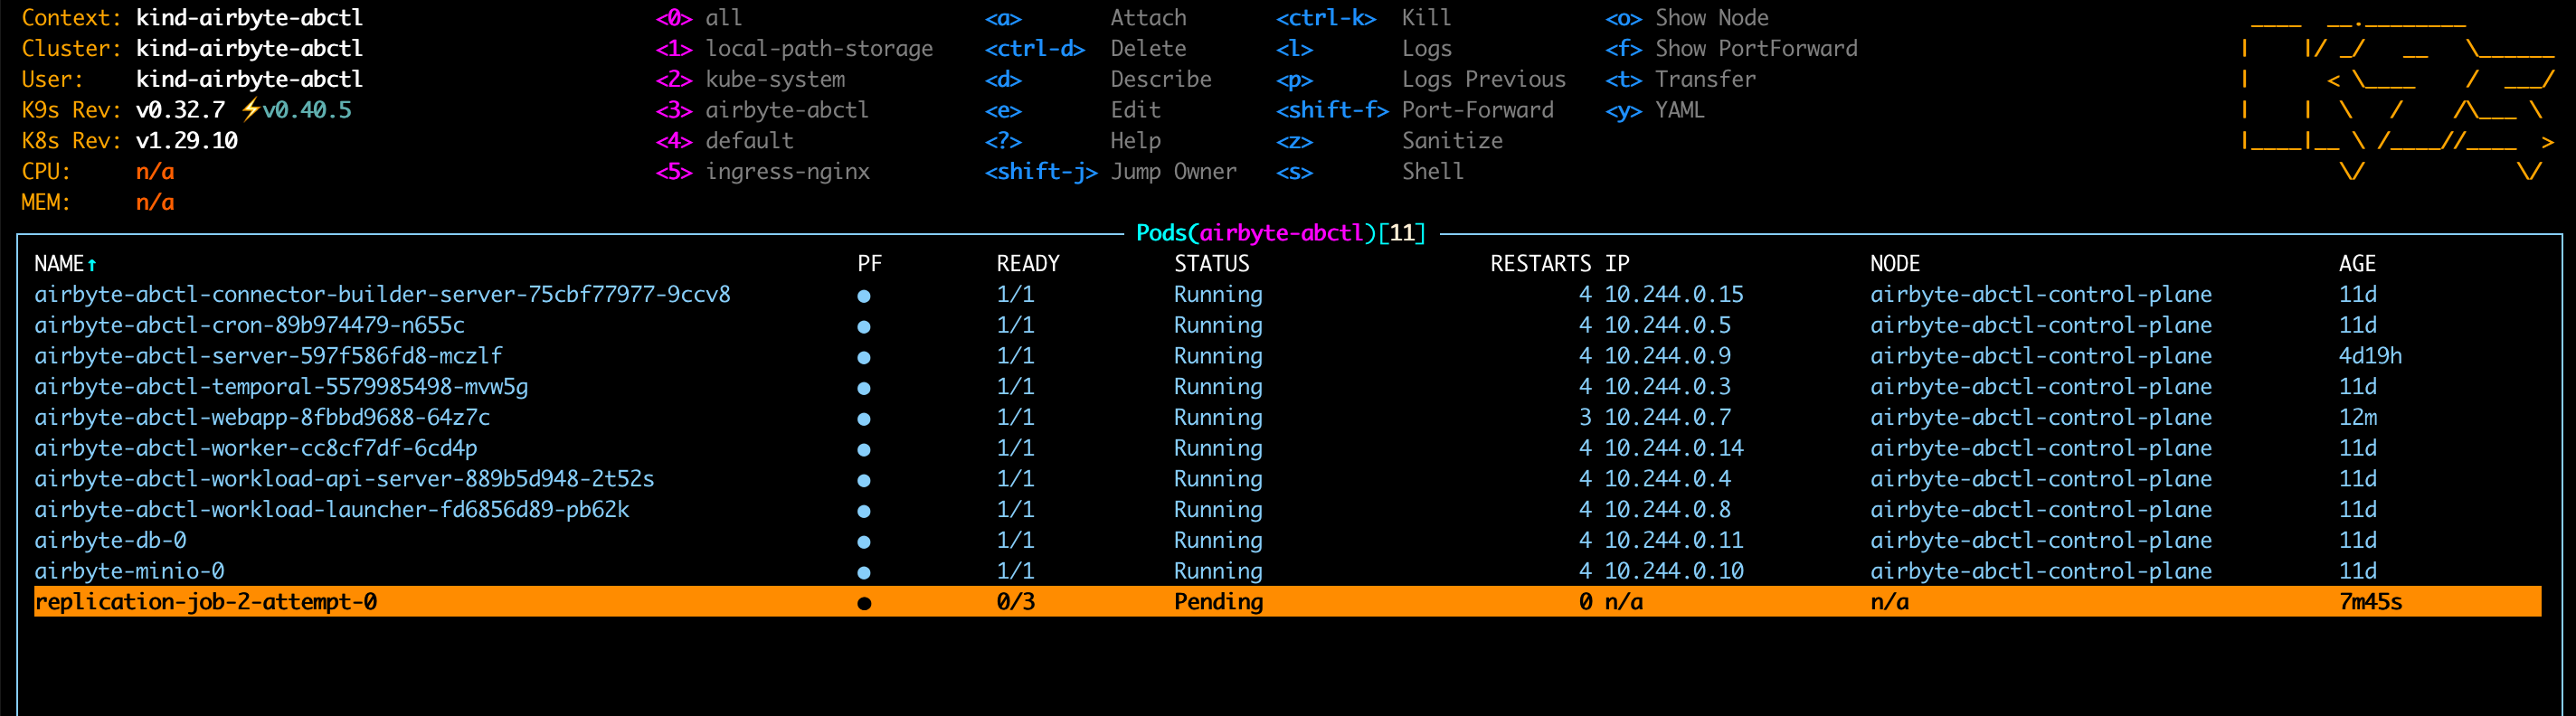 Context: kind-airbyte-abctl <0> all <a> Attach <ctrl-k> Kill <o> Show Node
Cluster: kind-airbyte-abctl <1> local-path-storage <ctrl-d> Delete <l> Logs <f> Show PortForward
User: kind-airbyte-abctl <2> kube-system <d> Describe <p> Logs Previous <t> Transfer
K9s Rev: v0.32.7 ⚡v0.40.5 <3> airbyte-abctl <e> Edit <shift-f> Port-Forward <y> YAML
K8s Rev: v1.29.10 <4> default <?> Help <z> Sanitize
CPU: n/a <5> ingress-nginx <shift-j> Jump Owner <s> Shell
MEM: n/a
Pods(airbyte-abctl)[11]
NAME↑ PF READY STATUS RESTARTS IP NODE AGE
airbyte-abctl-connector-builder-server-75cbf77977-9ccv8 ● 1/1 Running 4 10.244.0.15 airbyte-abctl-control-plane 11d
airbyte-abctl-cron-89b974479-n655c ● 1/1 Running 4 10.244.0.5 airbyte-abctl-control-plane 11d
airbyte-abctl-server-597f586fd8-mczlf ● 1/1 Running 4 10.244.0.9 airbyte-abctl-control-plane 4d19h
airbyte-abctl-temporal-5579985498-mvw5g ● 1/1 Running 4 10.244.0.3 airbyte-abctl-control-plane 11d
airbyte-abctl-webapp-8fbbd9688-64z7c ● 1/1 Running 3 10.244.0.7 airbyte-abctl-control-plane 12m
airbyte-abctl-worker-cc8cf7df-6cd4p ● 1/1 Running 4 10.244.0.14 airbyte-abctl-control-plane 11d
airbyte-abctl-workload-api-server-889b5d948-2t52s ● 1/1 Running 4 10.244.0.4 airbyte-abctl-control-plane 11d
airbyte-abctl-workload-launcher-fd6856d89-pb62k ● 1/1 Running 4 10.244.0.8 airbyte-abctl-control-plane 11d
airbyte-db-0 ● 1/1 Running 4 10.244.0.11 airbyte-abctl-control-plane 11d
airbyte-minio-0 ● 1/1 Running 4 10.244.0.10 airbyte-abctl-control-plane 11d
replication-job-2-attempt-0 ● 0/3 Pending 0 n/a n/a 7m45s